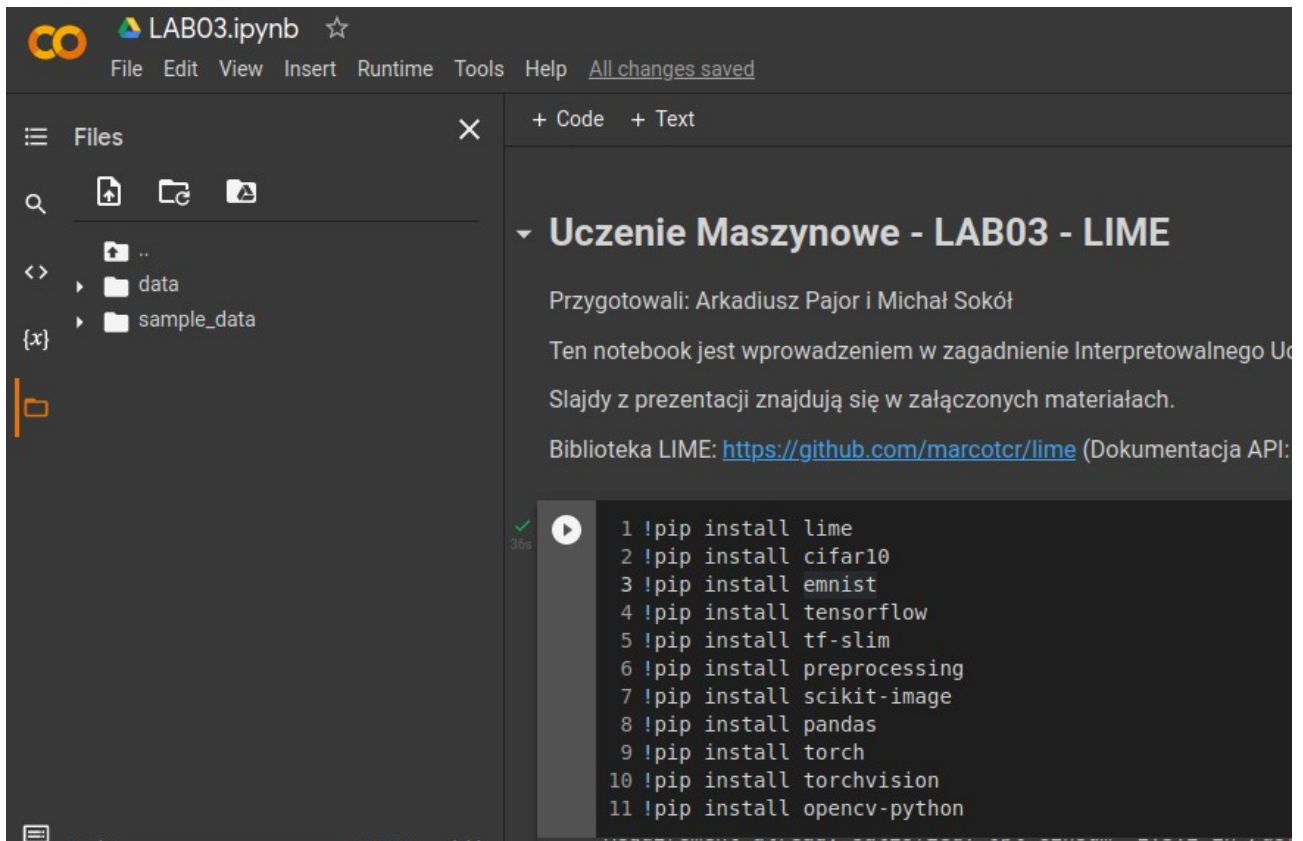 LAB03.ipynb
File Edit View Insert Runtime Tools Help All changes saved
Files
+ Code + Text
..
data
sample_data
<>
{x}
Uczenie Maszynowe - LAB03 - LIME
Przygotowali: Arkadiusz Pajor i Michał Sokół
Ten notebook jest wprowadzeniem w zagadnienie Interpretowalnego
Slajdy z prezentacji znajdują się w załączonych materiałach.
Biblioteka LIME: https://github.com/marcotcr/lime (Dokumentacja API:
36s
1 !pip install lime
2 !pip install cifar10
3 !pip install emnist
4 !pip install tensorflow
5 !pip install tf-slim
6 !pip install preprocessing
7 !pip install scikit-image
8 !pip install pandas
9 !pip install torch
10 !pip install torchvision
11 !pip install opencv-python